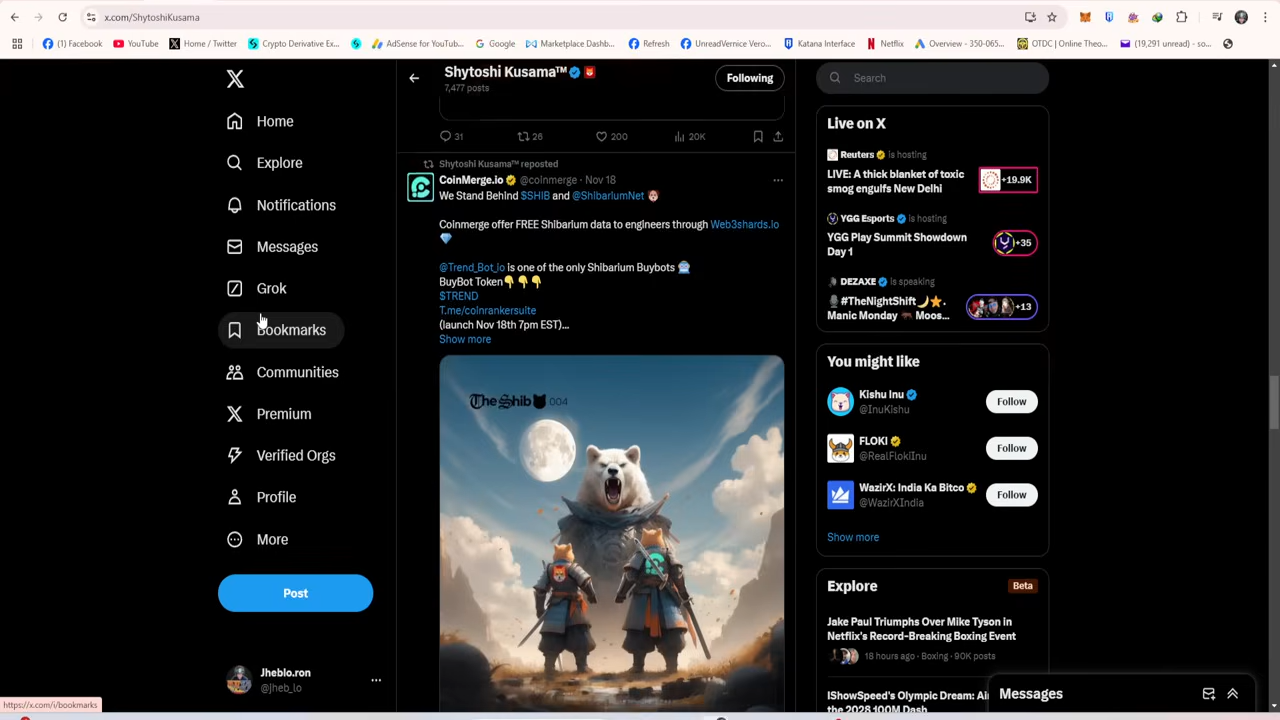 x.com/ShytoshiKusama
(1) Facebook
YouTube
Home / Twitter
Crypto Derivative Ex...
AdSense for YouTub...
Google
Marketplace Dashb...
Refresh
UnreadVernice Vero...
Katana Interface
Netflix
Overview - 350-065...
OTDC | Online Theo...
(19,291 unread) - so...
Home
Explore
Notifications
Messages
Grok
Bookmarks
Communities
Premium
Verified Orgs
Profile
More
Post
Jheblo.ron
@jheb_lo
https://x.com/i/bookmarks
Shytoshi Kusama™
7,477 posts
Following
31
26
200
20K
Shytoshi Kusama™ reposted
CoinMerge.io @coinmerge · Nov 18
We Stand Behind $SHIB and @ShibariumNet
Coinmerge offer FREE Shibarium data to engineers through Web3shards.io
@Trend_Bot_io is one of the only Shibarium Buybots
BuyBot Token
$TREND
T.me/coinrankersuite
(launch Nov 18th 7pm EST)...
Show more
The Shib 004
Search
Live on X
Reuters is hosting
LIVE: A thick blanket of toxic
smog engulfs New Delhi
+19.9K
YGG Esports is hosting
YGG Play Summit Showdown
Day 1
+35
DEZAXE is speaking
#TheNightShift.
Manic Monday Moos...
+13
You might like
Kishu Inu
@InuKishu
Follow
FLOKI
@RealFlokiInu
Follow
WazirX: India Ka Bitco
@WazirXIndia
Follow
Show more
Explore
Beta
Jake Paul Triumphs Over Mike Tyson in
Netflix's Record-Breaking Boxing Event
18 hours ago · Boxing · 90K posts
IShowSpeed's Olympic Dream: Ai
the 2028 100M Dash
Messages